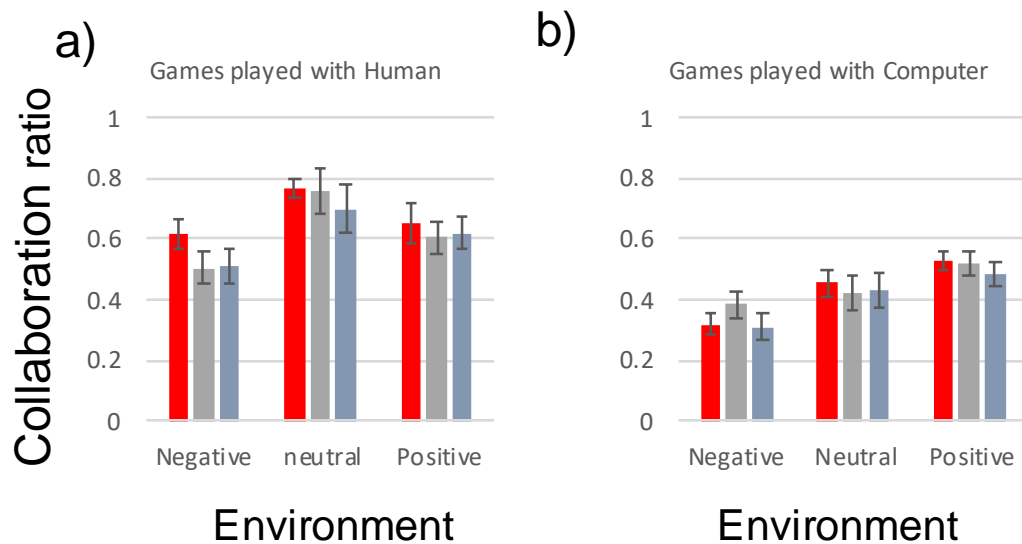 a)
Games played with Human
Collaboration ratio
1
0.8
0.6
0.4
0.2
0
Negative neutral Positive
Environment
b)
Games played with Computer
1
0.8
0.6
0.4
0.2
0
Negative Neutral Positive
Environment